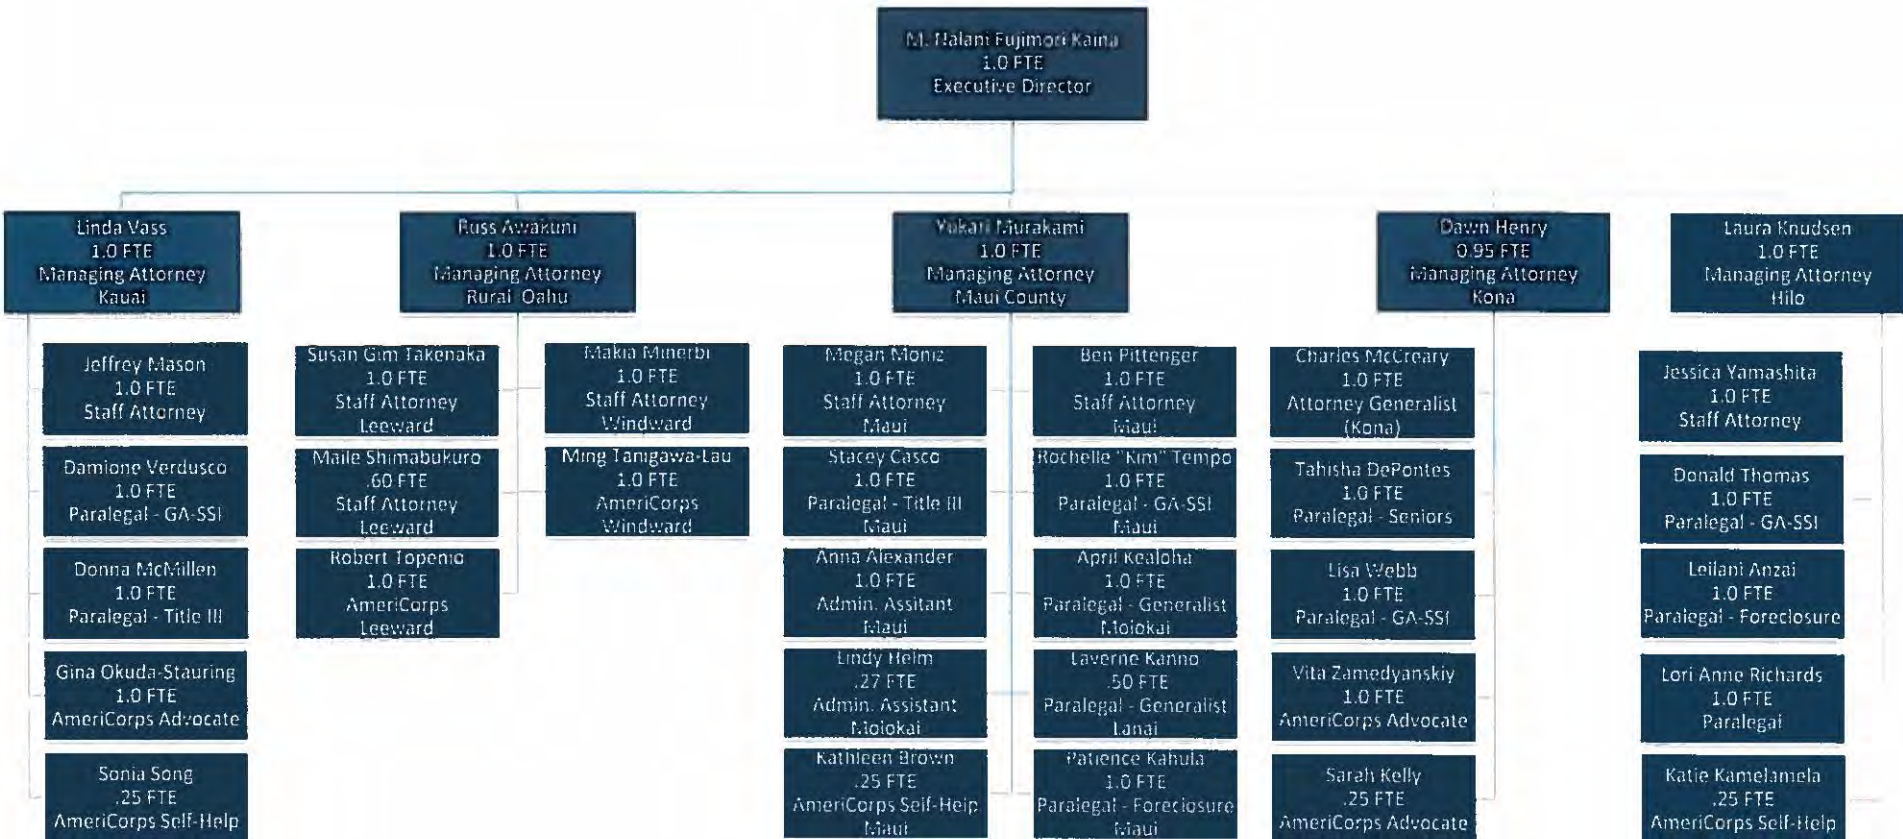 M. Nalani Fujimori Kaina
1.0 FTE
Executive Director
Linda Vass
1.0 FTE
Managing Attorney
Kauai
Russ Awakuni
1.0 FTE
Managing Attorney
Rural Oahu
Yukari Murakami
1.0 FTE
Managing Attorney
Maui County
Dawn Henry
0.95 FTE
Managing Attorney
Kona
Laura Knudsen
1.0 FTE
Managing Attorney
Hilo
Jeffrey Mason
1.0 FTE
Staff Attorney
Damione Verdusco
1.0 FTE
Paralegal - GA-SSI
Donna McMillen
1.0 FTE
Paralegal - Title III
Gina Okuda-Stauring
1.0 FTE
AmeriCorps Advocate
Sonia Song
.25 FTE
AmeriCorps Self-Help
Susan Gim Takenaka
1.0 FTE
Staff Attorney
Leeward
Maile Shimabukuro
.60 FTE
Staff Attorney
Leeward
Robert Topenio
1.0 FTE
AmeriCorps
Leeward
Makia Minerbi
1.0 FTE
Staff Attorney
Windward
Ming Tanigawa-Lau
1.0 FTE
AmeriCorps
Windward
Megan Moniz
1.0 FTE
Staff Attorney
Maui
Stacey Casco
1.0 FTE
Paralegal - Title III
Maui
Anna Alexander
1.0 FTE
Admin. Assitant
Maui
Lindy Helm
.27 FTE
Admin. Assistant
Molokai
Kathleen Brown
.25 FTE
AmeriCorps Self-Help
Maui
Ben Pittenger
1.0 FTE
Staff Attorney
Maui
Rochelle "Kim" Tempo
1.0 FTE
Paralegal - GA-SSI
Maui
April Kealoha
1.0 FTE
Paralegal - Generalist
Molokai
Laverne Kanno
.50 FTE
Paralegal - Generalist
Lanai
Patience Kahula
1.0 FTE
Paralegal - Foreclosure
Maui
Charles McCreary
1.0 FTE
Attorney Generalist
(Kona)
Tahisha DePontes
1.0 FTE
Paralegal - Seniors
Lisa Webb
1.0 FTE
Paralegal - GA-SSI
Vita Zamedyanskiy
1.0 FTE
AmeriCorps Advocate
Sarah Kelly
.25 FTE
AmeriCorps Advocate
Jessica Yamashita
1.0 FTE
Staff Attorney
Donald Thomas
1.0 FTE
Paralegal - GA-SSI
Leilani Anzai
1.0 FTE
Paralegal - Foreclosure
Lori Anne Richards
1.0 FTE
Paralegal
Katie Kamelamela
.25 FTE
AmeriCorps Self-Help